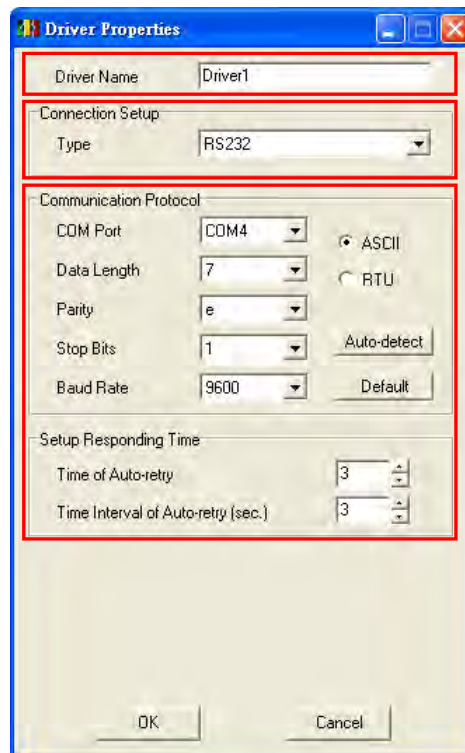 Driver Properties
Driver Name Driver1
Connection Setup
Type RS232
Communication Protocol
COM Port COM4 ASCII
Data Length 7 RTU
Parity e
Stop Bits 1 Auto-detect
Baud Rate 9600 Default
Setup Responding Time
Time of Auto-retry 3
Time Interval of Auto-retry (sec.) 3
OK Cancel